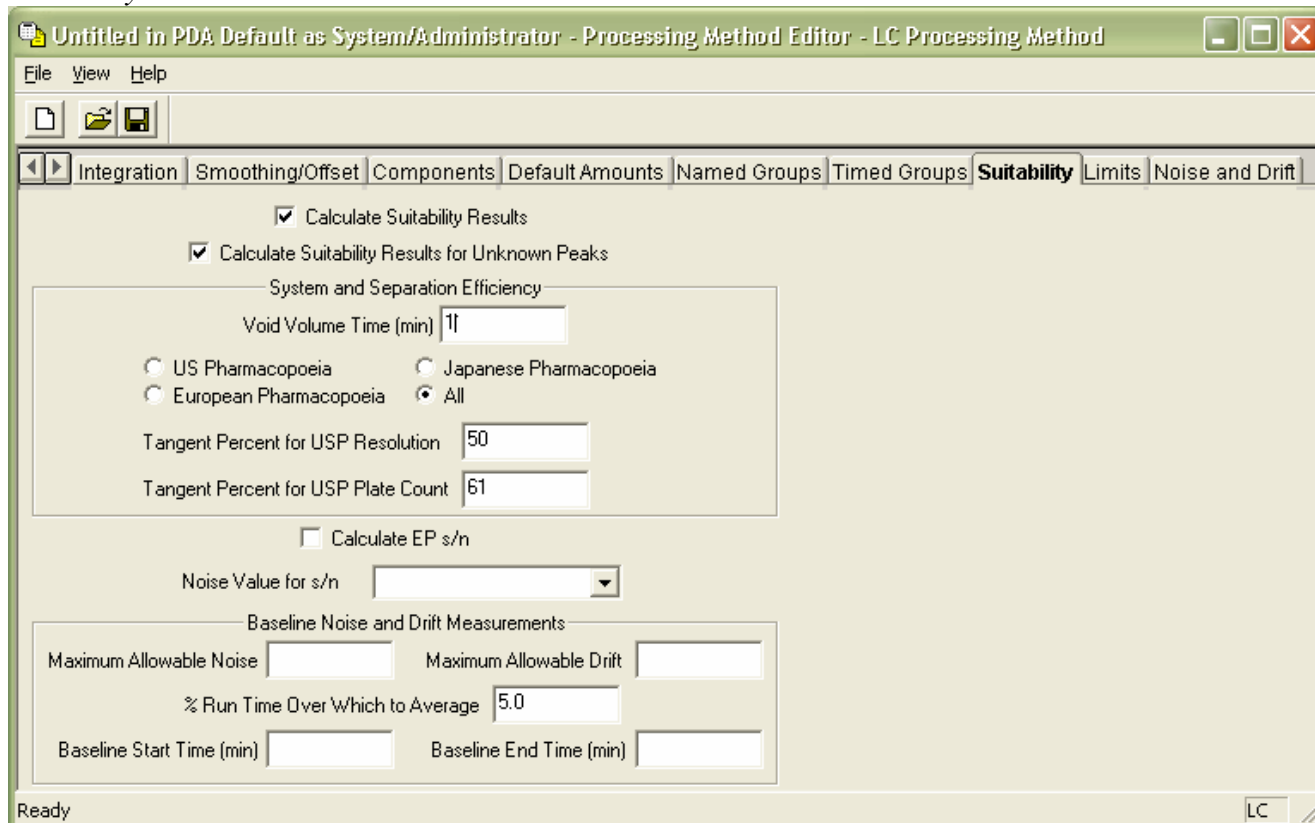 Untitled in PDA Default as System/Administrator - Processing Method Editor - LC Processing Method
File View Help
Integration Smoothing/Offset Components Default Amounts Named Groups Timed Groups Suitability Limits Noise and Drift
Calculate Suitability Results
Calculate Suitability Results for Unknown Peaks
System and Separation Efficiency
Void Volume Time (min) 1
US Pharmacopoeia Japanese Pharmacopoeia
European Pharmacopoeia All
Tangent Percent for USP Resolution 50
Tangent Percent for USP Plate Count 61
Calculate EP s/n
Noise Value for s/n
Baseline Noise and Drift Measurements
Maximum Allowable Noise Maximum Allowable Drift
% Run Time Over Which to Average 5.0
Baseline Start Time (min) Baseline End Time (min)
Ready LC